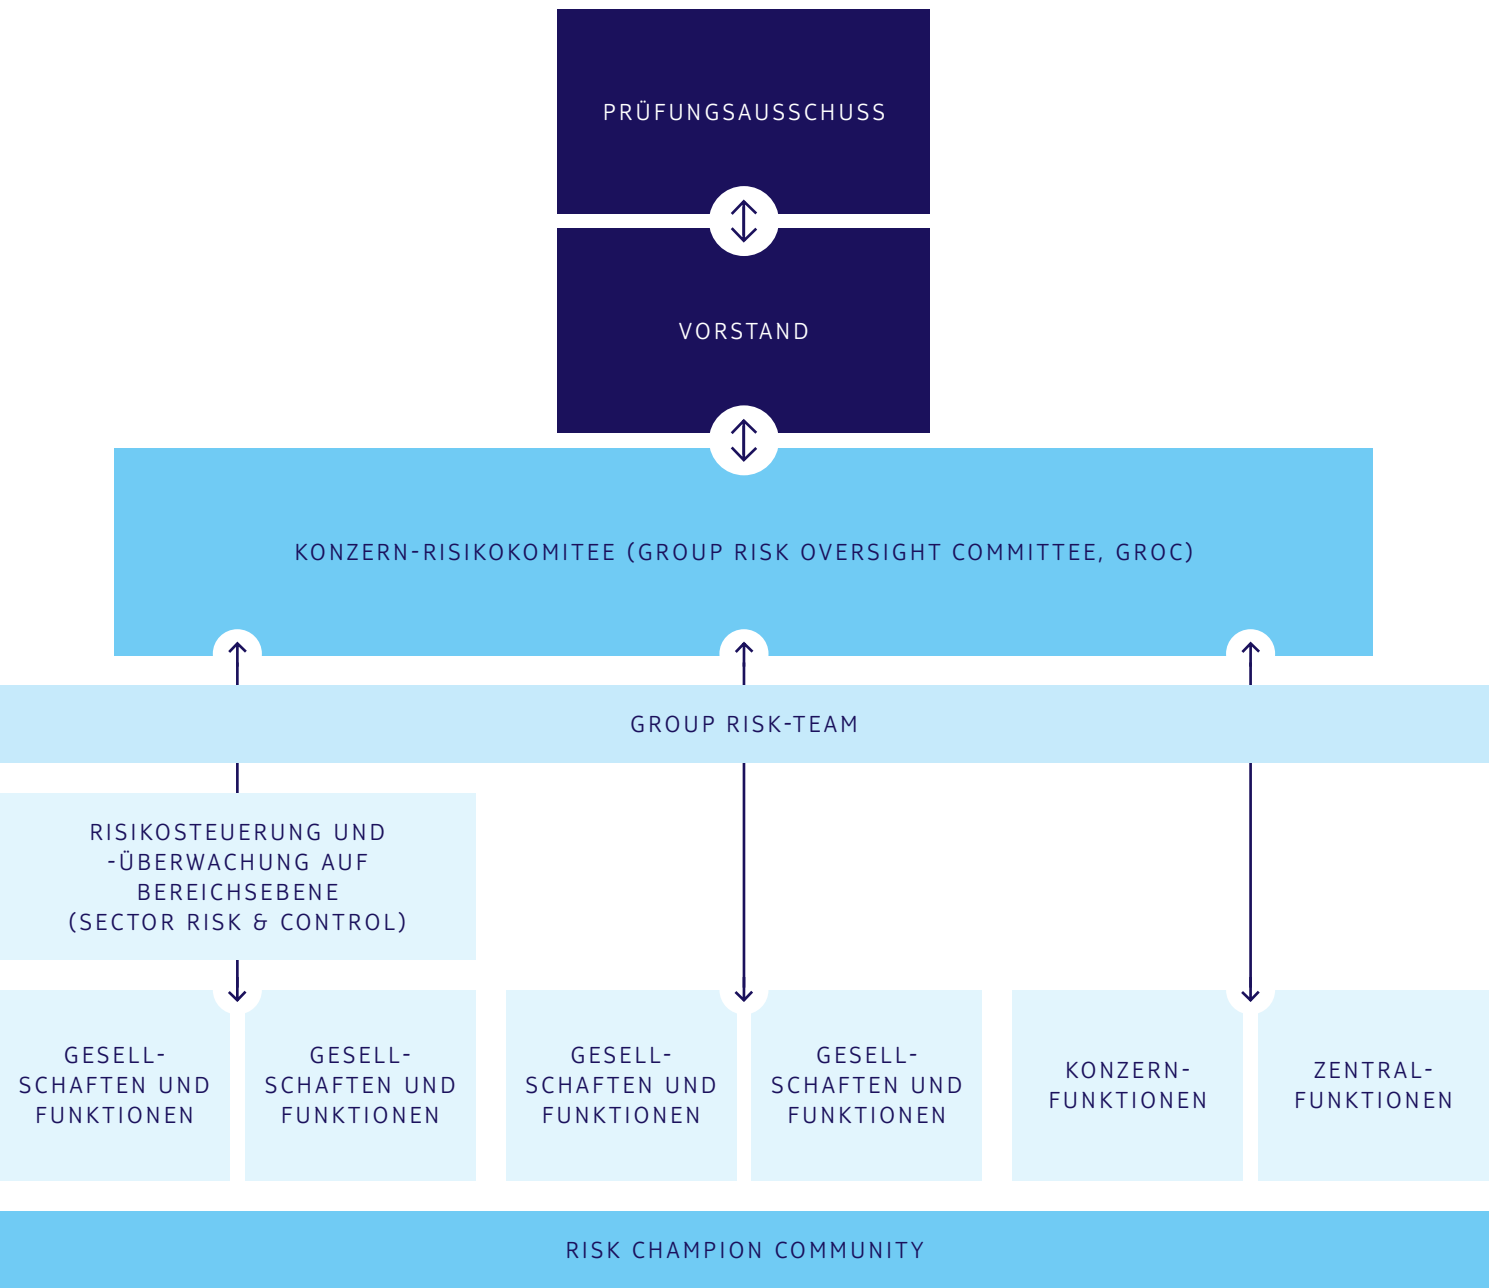 PRÜFUNGSAUSSCHUSS
VORSTAND
KONZERN-RISIKOKOMITEE (GROUP RISK OVERSIGHT COMMITTEE, GROC)
GROUP RISK-TEAM
RISIKOSTEUERUNG UND
-ÜBERWACHUNG AUF
BEREICHSEBENE
(SECTOR RISK & CONTROL)
GESELL-
SCHAFTEN UND
FUNKTIONEN
GESELL-
SCHAFTEN UND
FUNKTIONEN
GESELL-
SCHAFTEN UND
FUNKTIONEN
GESELL-
SCHAFTEN UND
FUNKTIONEN
KONZERN-
FUNKTIONEN
ZENTRAL-
FUNKTIONEN
RISK CHAMPION COMMUNITY